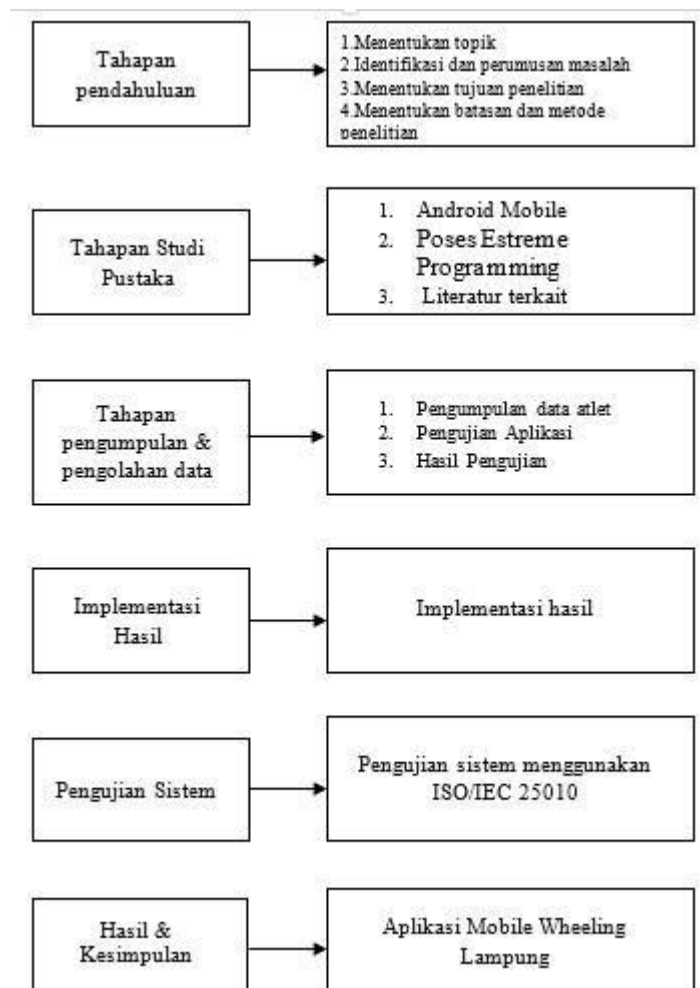 Tahapan
pendahuluan
1.Menentukan topik
2 Identifikasi dan perumusan masalah
3.Menentukan tujuan penelitian
4.Menentukan batasan dan metode
penelitian
Tahapan Studi
Pustaka
1. Android Mobile
2. Poses Estreme
Programming
3. Literatur terkait
Tahapan
pengumpulan &
pengolahan data
1. Pengumpulan data atlet
2. Pengujian Aplikasi
3. Hasil Pengujian
Implementasi
Hasil
Implementasi hasil
Pengujian Sistem
Pengujian sistem menggunakan
ISO/IEC 25010
Hasil &
Kesimpulan
Aplikasi Mobile Wheeling
Lampung